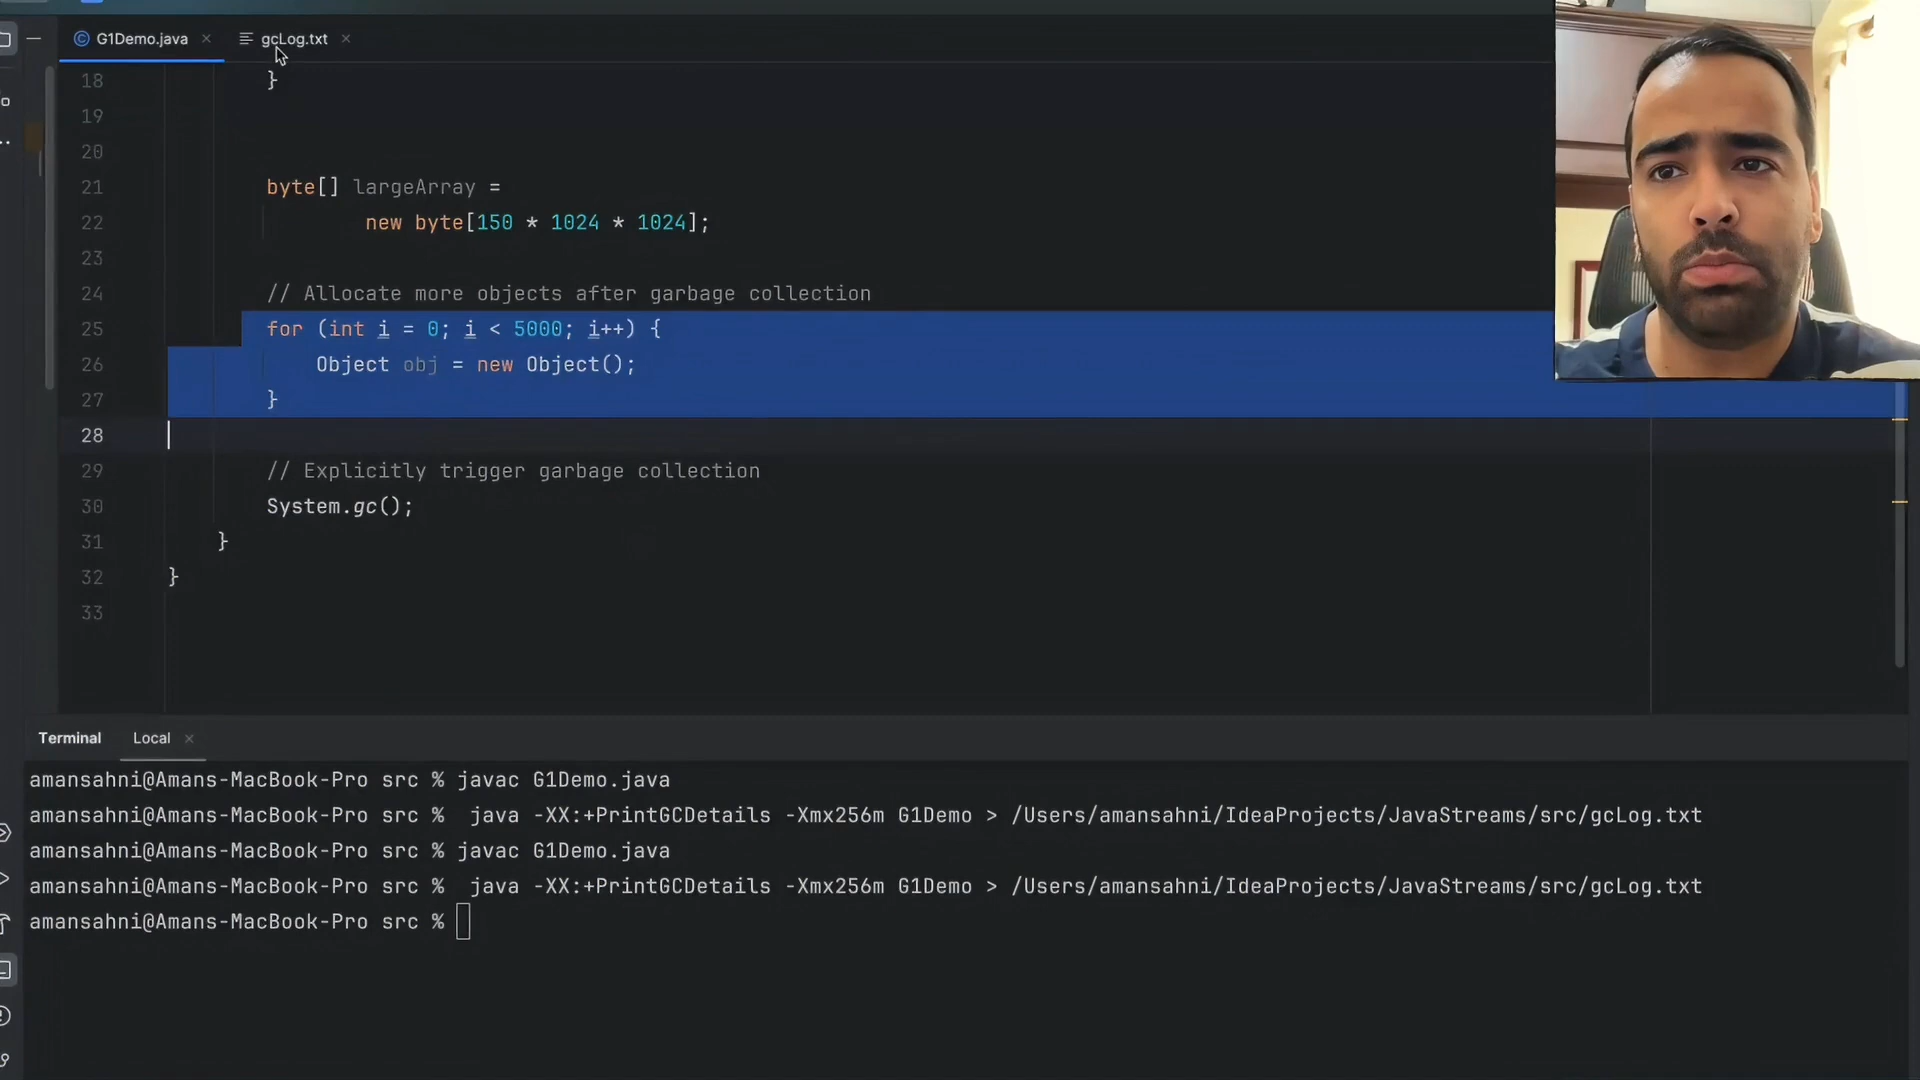 G1Demo.java
gcLog.txt
18 }
19
20
21 byte[] largeArray =
22 new byte[150 * 1024 * 1024];
23
24 // Allocate more objects after garbage collection
25 for (int i = 0; i < 5000; i++) {
26 Object obj = new Object();
27 }
28
29 // Explicitly trigger garbage collection
30 System.gc();
31 }
32 }
33
Terminal Local
amansahni@Amans-MacBook-Pro src % javac G1Demo.java
amansahni@Amans-MacBook-Pro src %  java -XX:+PrintGCDetails -Xmx256m G1Demo > /Users/amansahni/IdeaProjects/JavaStreams/src/gcLog.txt
amansahni@Amans-MacBook-Pro src % javac G1Demo.java
amansahni@Amans-MacBook-Pro src %  java -XX:+PrintGCDetails -Xmx256m G1Demo > /Users/amansahni/IdeaProjects/JavaStreams/src/gcLog.txt
amansahni@Amans-MacBook-Pro src %